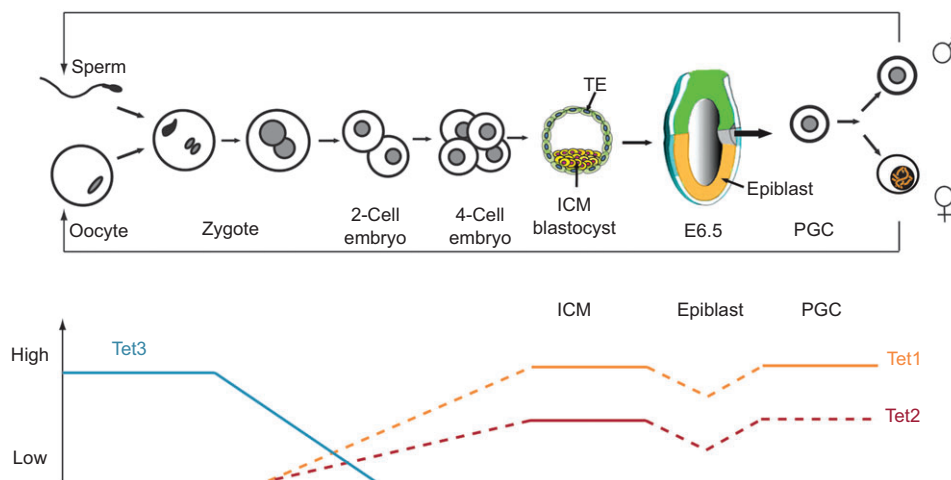 Sperm
TE
Epiblast
Oocyte
Zygote
2-Cell
embryo
4-Cell
embryo
ICM
blastocyst
E6.5
PGC
♂
♀
ICM
Epiblast
PGC
High
Tet3
Tet1
Tet2
Low